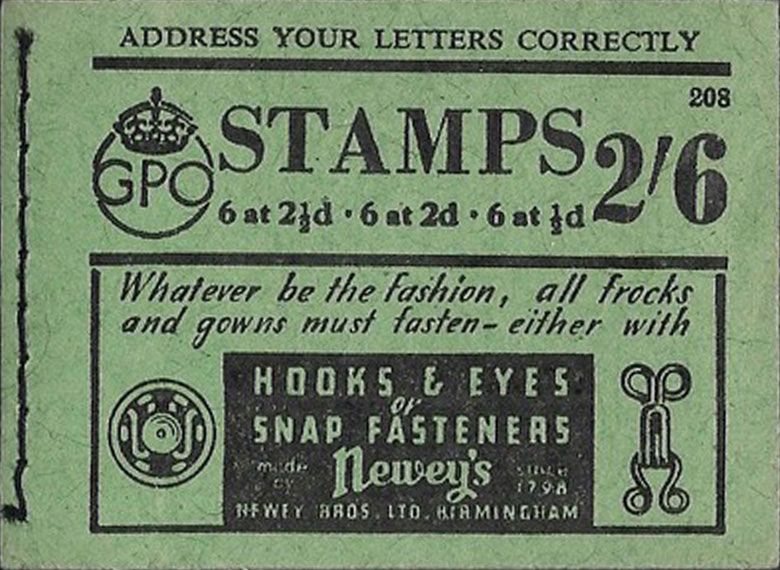 ADDRESS YOUR LETTERS CORRECTLY
208
GPO
STAMPS 2/6
6 at 2½d · 6 at 2d · 6 at ½d
Whatever be the fashion, all frocks
and gowns must fasten - either with
HOOKS & EYES
or
SNAP FASTENERS
made by Newey's since 1798
NEWEY BROS. LTD. BIRMINGHAM